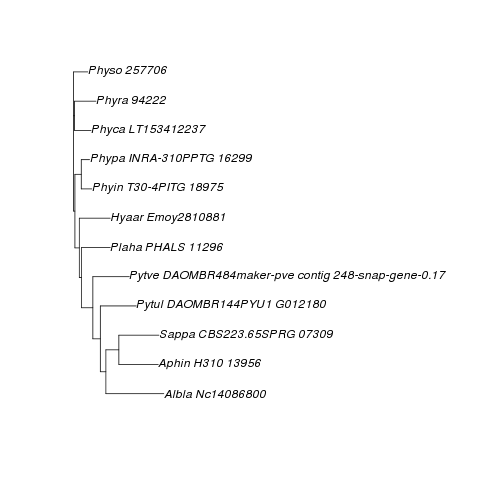 Physo 257706
Phyra 94222
Phyca LT153412237
Phypa INRA-310PPTG 16299
Phyin T30-4PITG 18975
Hyaar Emoy2810881
Plaha PHALS 11296
Pytve DAOMBR484maker-pve contig 248-snap-gene-0.17
Pytul DAOMBR144PYU1 G012180
Sappa CBS223.65SPRG 07309
Aphin H310 13956
Albla Nc14086800